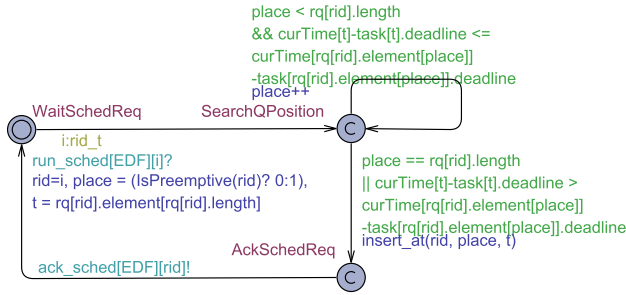 place < rq[rid].length
&& curTime[t]-task[t].deadline <=
curTime[rq[rid].element[place]]
-task[rq[rid].element[place]].deadline
place++
WaitSchedReq
SearchQPosition
C
i:rid_t
run_sched[EDF][i]?
rid=i, place = (IsPreemptive(rid)? 0:1),
t = rq[rid].element[rq[rid].length]
place == rq[rid].length
|| curTime[t]-task[t].deadline >
curTime[rq[rid].element[place]]
-task[rq[rid].element[place]].deadline
insert_at(rid, place, t)
AckSchedReq
ack_sched[EDF][rid]!
C